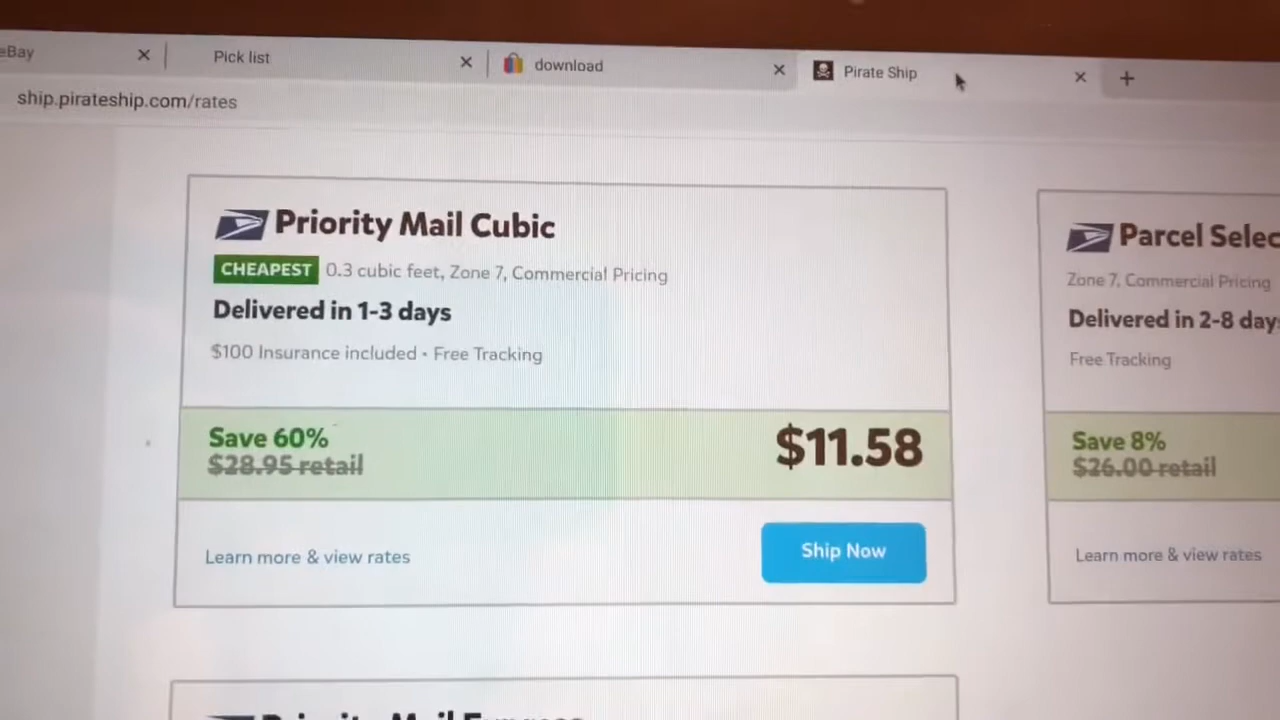 eBay
Pick list
download
Pirate Ship
ship.pirateship.com/rates
Priority Mail Cubic
CHEAPEST 0.3 cubic feet, Zone 7, Commercial Pricing
Delivered in 1-3 days
$100 Insurance included • Free Tracking
Save 60%
$28.95 retail
$11.58
Learn more & view rates
Ship Now
Parcel Selec
Zone 7, Commercial Pricing
Delivered in 2-8 day
Free Tracking
Save 8%
$26.00 retail
Learn more & view rates
Priority Mail Express